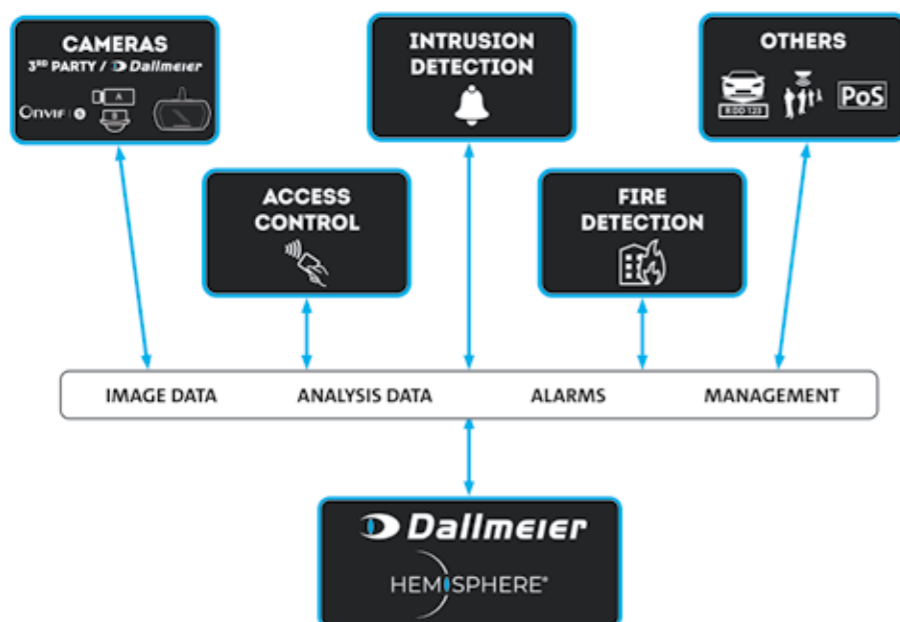 CAMERAS
3RD PARTY / Dallmeier
ONVIF S
A
B
INTRUSION
DETECTION
OTHERS
RDD 123
PoS
ACCESS
CONTROL
FIRE
DETECTION
IMAGE DATA
ANALYSIS DATA
ALARMS
MANAGEMENT
Dallmeier
HEMISPHERE®